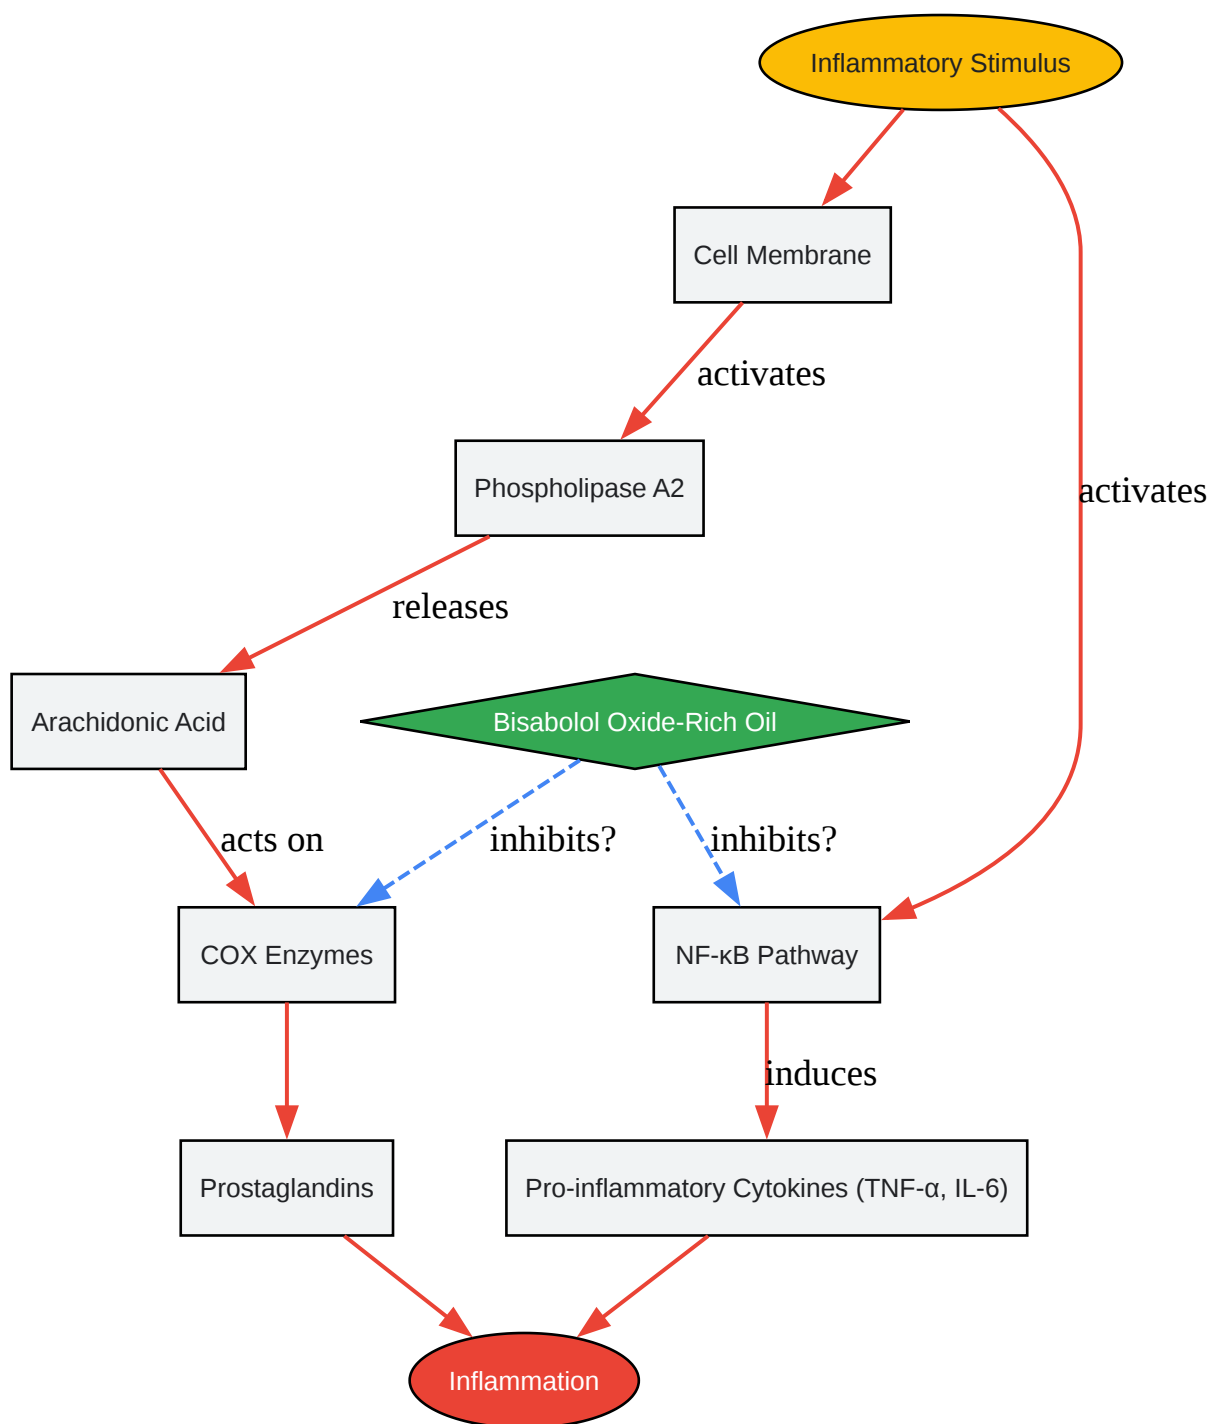 Inflammatory Stimulus
Cell Membrane
activates
Phospholipase A2
activates
releases
Arachidonic Acid
Bisabolol Oxide-Rich Oil
acts on
inhibits?
inhibits?
COX Enzymes
NF-κB Pathway
induces
Prostaglandins
Pro-inflammatory Cytokines (TNF-α, IL-6)
Inflammation